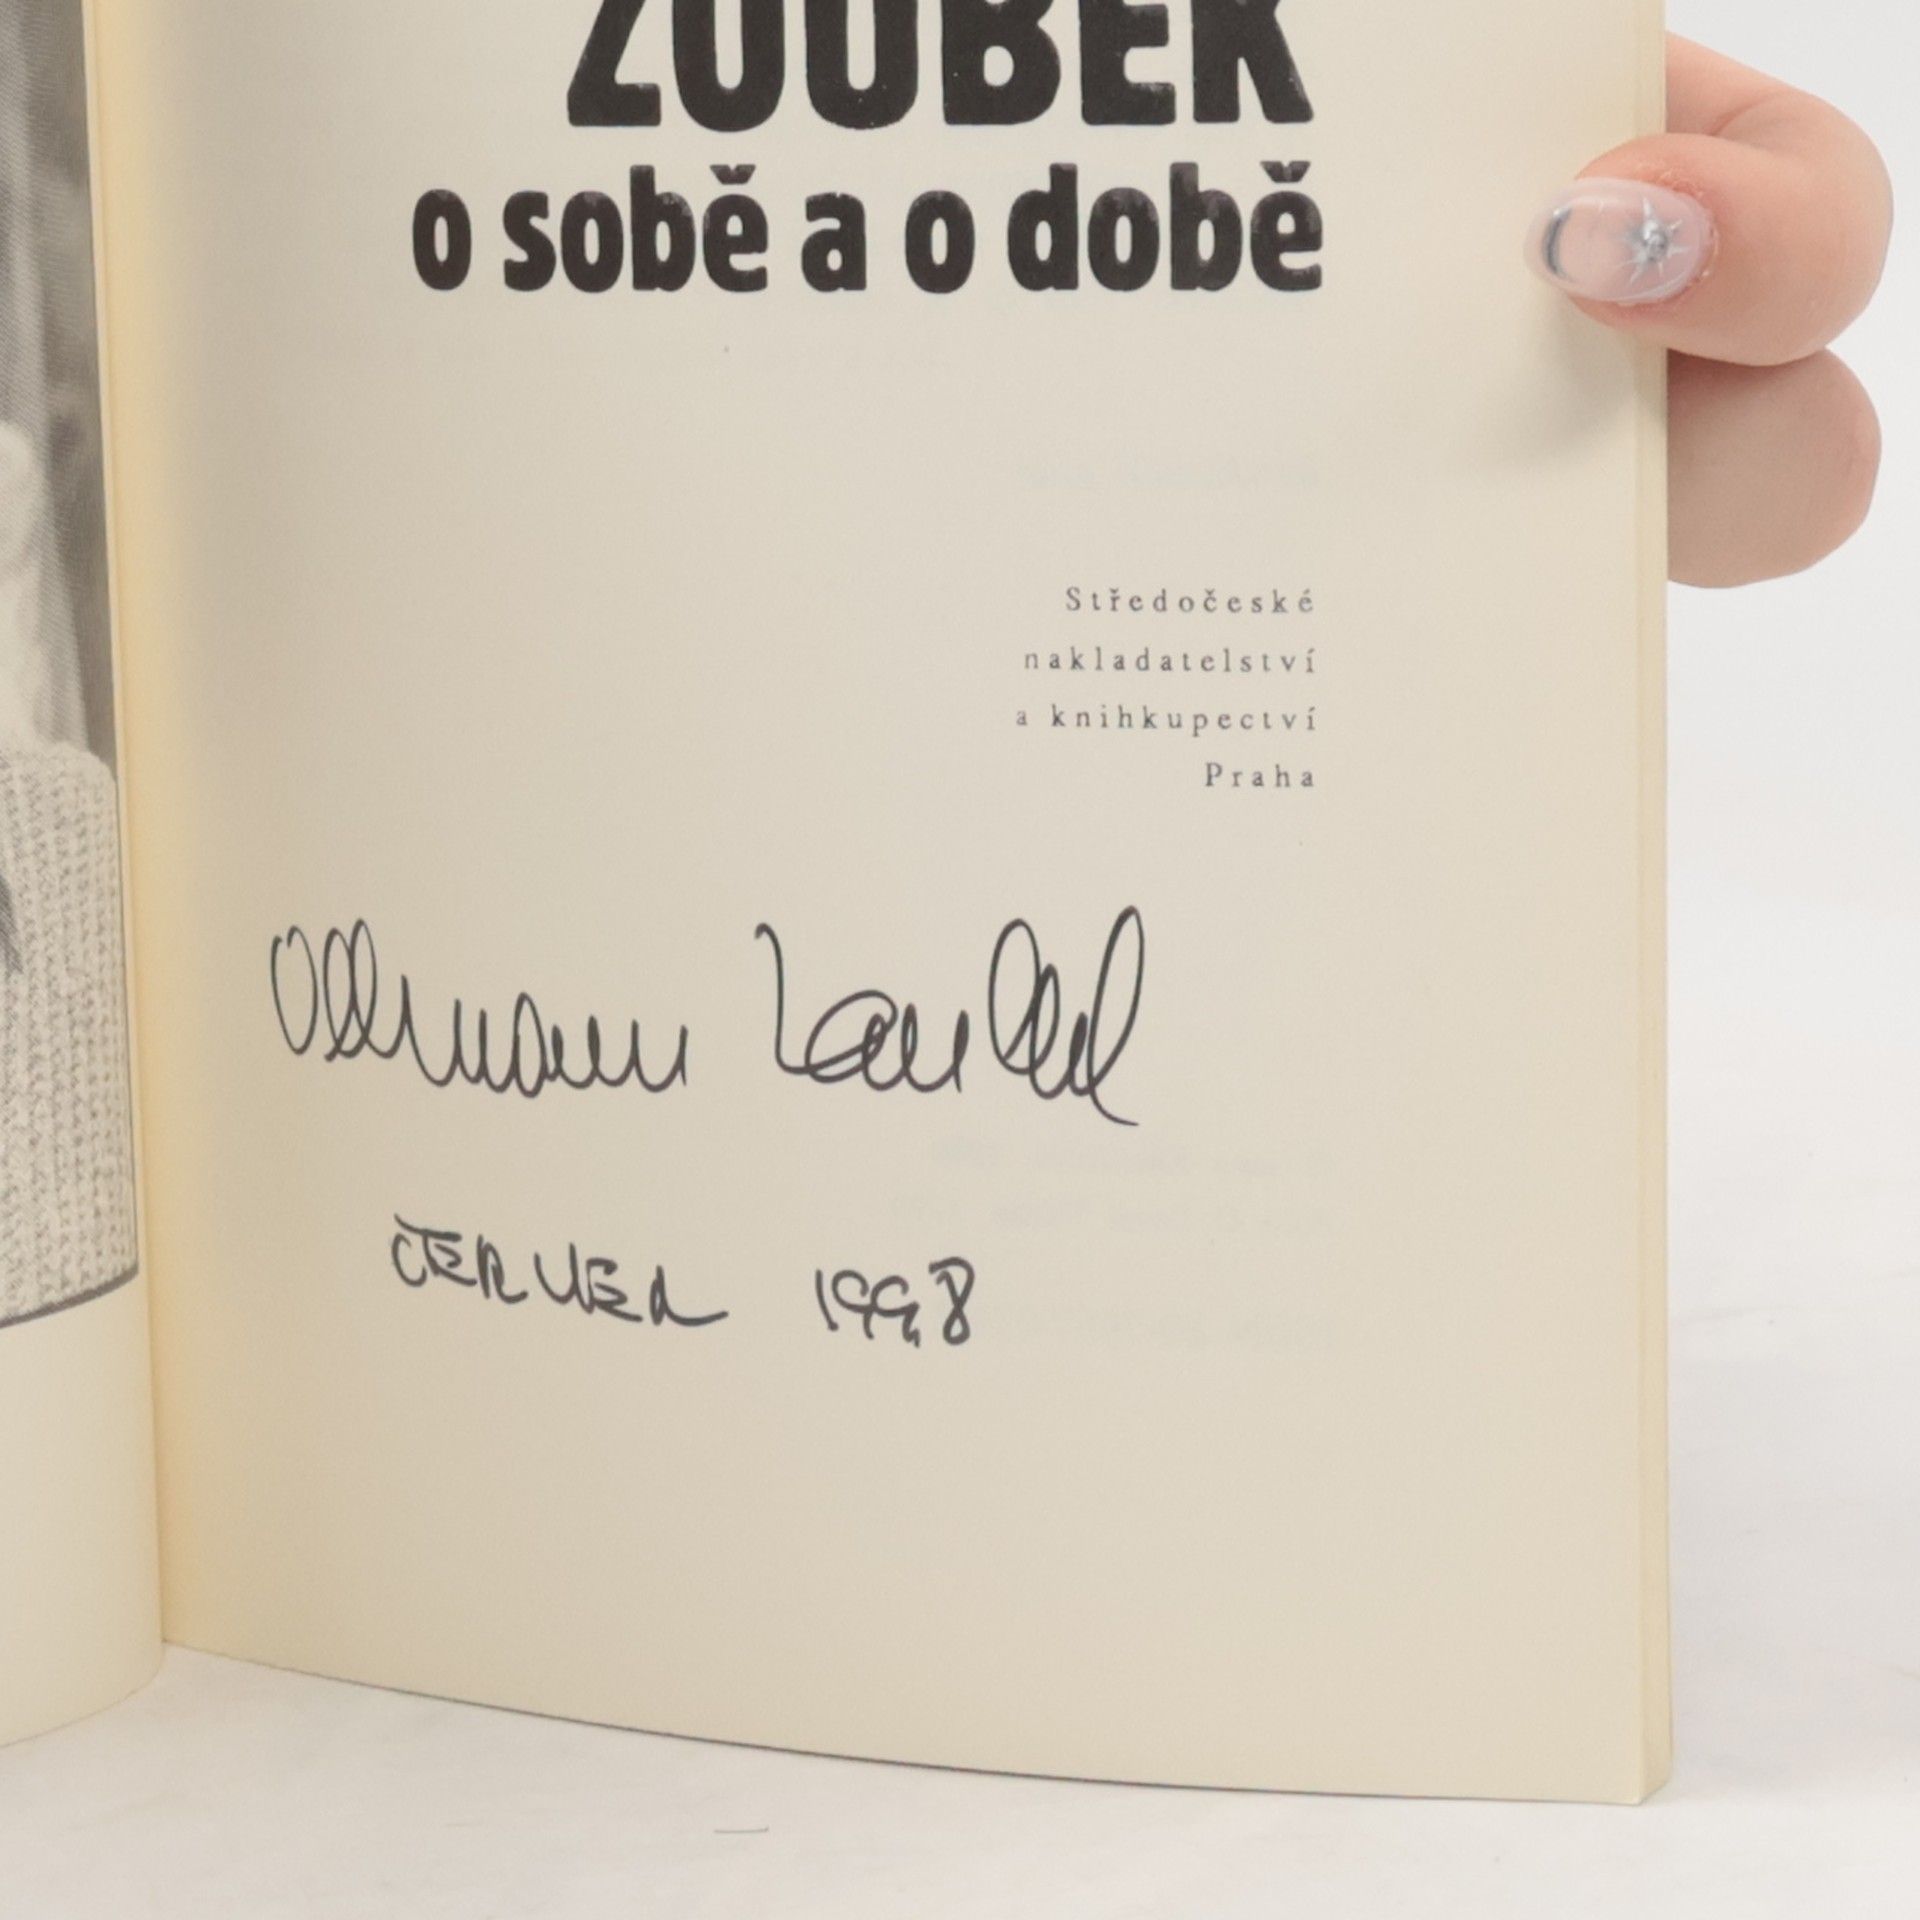 ZOUBEK
o sobě a o době
Středočeské
nakladatelství
a knihkupectví
Praha
ČERVEN 1998